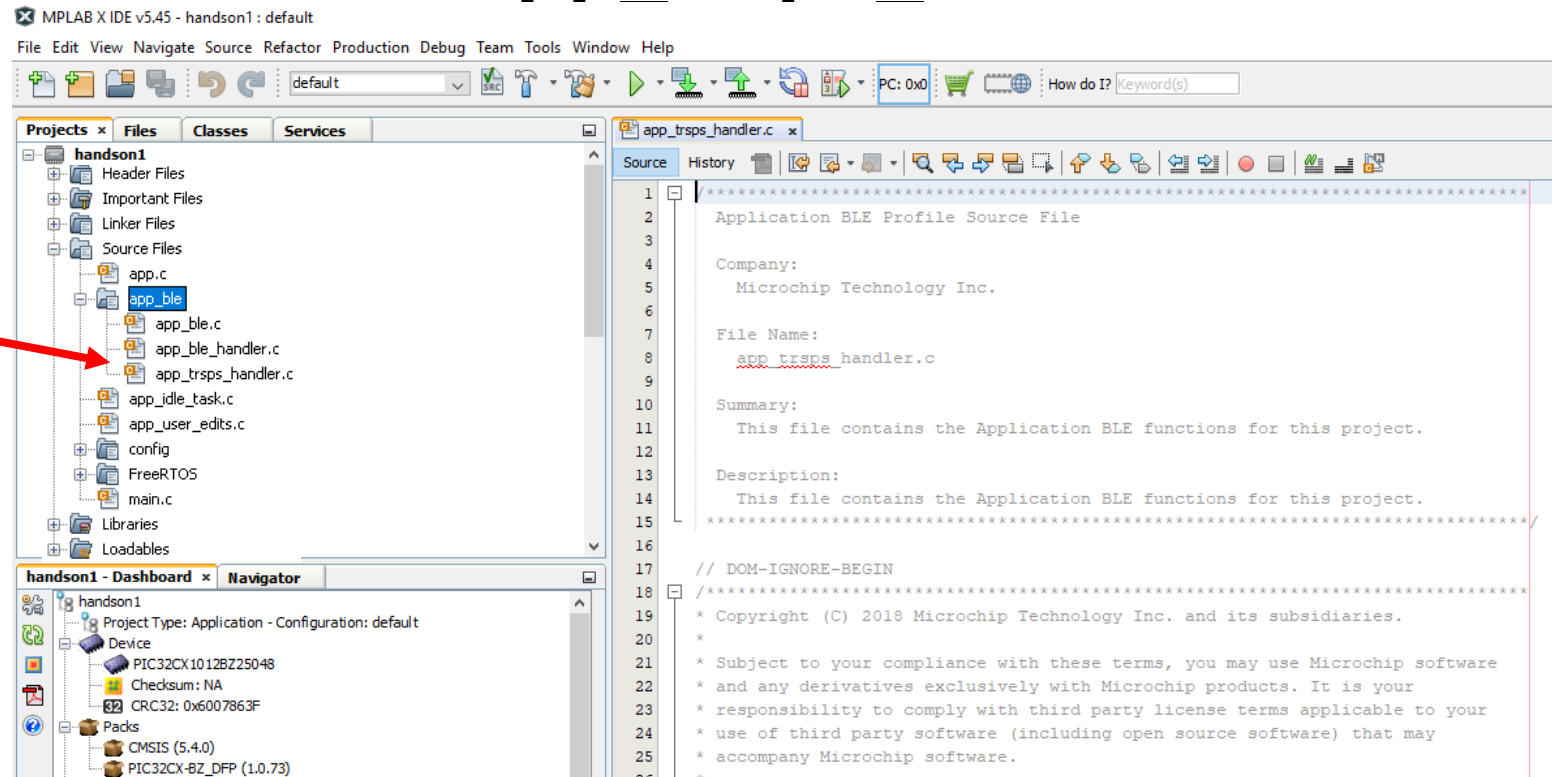 MPLAB X IDE v5.45 - handson1 : default
File Edit View Navigate Source Refactor Production Debug Team Tools Window Help
default
SRC
PC: 0x0
How do I? Keyword(s)
Projects × Files Classes Services
handson1
Header Files
Important Files
Linker Files
Source Files
app.c
app_ble
app_ble.c
app_ble_handler.c
app_trsps_handler.c
app_idle_task.c
app_user_edits.c
config
FreeRTOS
main.c
Libraries
Loadables
handson1 - Dashboard × Navigator
handson1
Project Type: Application - Configuration: default
Device
PIC32CX1012BZ25048
Checksum: NA
32 CRC32: 0x6007863F
Packs
CMSIS (5.4.0)
PIC32CX-BZ_DFP (1.0.73)
app_trsps_handler.c ×
Source History
1 /*******************************************************************************
2 Application BLE Profile Source File
3
4 Company:
5 Microchip Technology Inc.
6
7 File Name:
8 app_trsps_handler.c
9
10 Summary:
11 This file contains the Application BLE functions for this project.
12
13 Description:
14 This file contains the Application BLE functions for this project.
15 *******************************************************************************/
16
17 // DOM-IGNORE-BEGIN
18 /*******************************************************************************
19 * Copyright (C) 2018 Microchip Technology Inc. and its subsidiaries.
20 *
21 * Subject to your compliance with these terms, you may use Microchip software
22 * and any derivatives exclusively with Microchip products. It is your
23 * responsibility to comply with third party license terms applicable to your
24 * use of third party software (including open source software) that may
25 * accompany Microchip software.